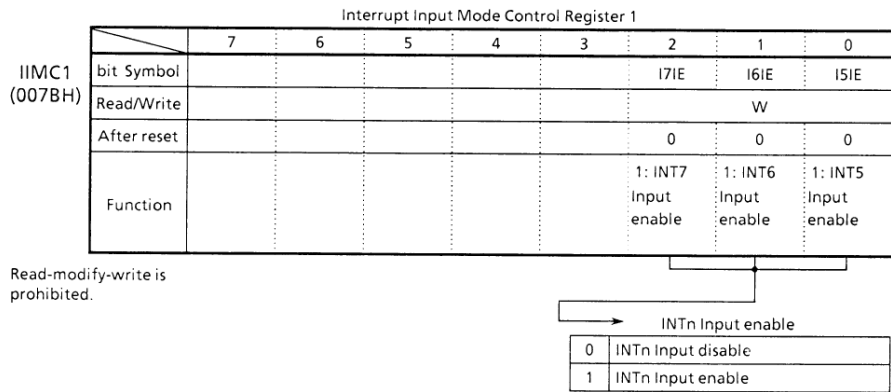 Interrupt Input Mode Control Register 1
7 6 5 4 3 2 1 0
IIMC1
(007BH)
bit Symbol I7IE I6IE I5IE
Read/Write W
After reset 0 0 0
Function
1: INT7 1: INT6 1: INT5
Input Input Input
enable enable enable
Read-modify-write is
prohibited.
INTn Input enable
0 INTn Input disable
1 INTn Input enable